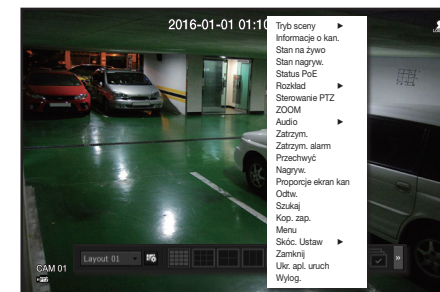 2016-01-01 01:10
Tryb sceny ►
Informacje o kan.
Stan na żywo
Stan nagryw.
Status PoE
Rozkład ►
Sterowanie PTZ
ZOOM
Audio ►
Zatrzym.
Zatrzym. alarm
Przechwyć
Nagryw.
Proporcje ekran kan
Odtw.
Szukaj
Kop. zap.
Menu
Skóc. Ustaw ►
Zamknij
Ukr. apl. uruch
Wylog.
Layout 01
»
CAM 01